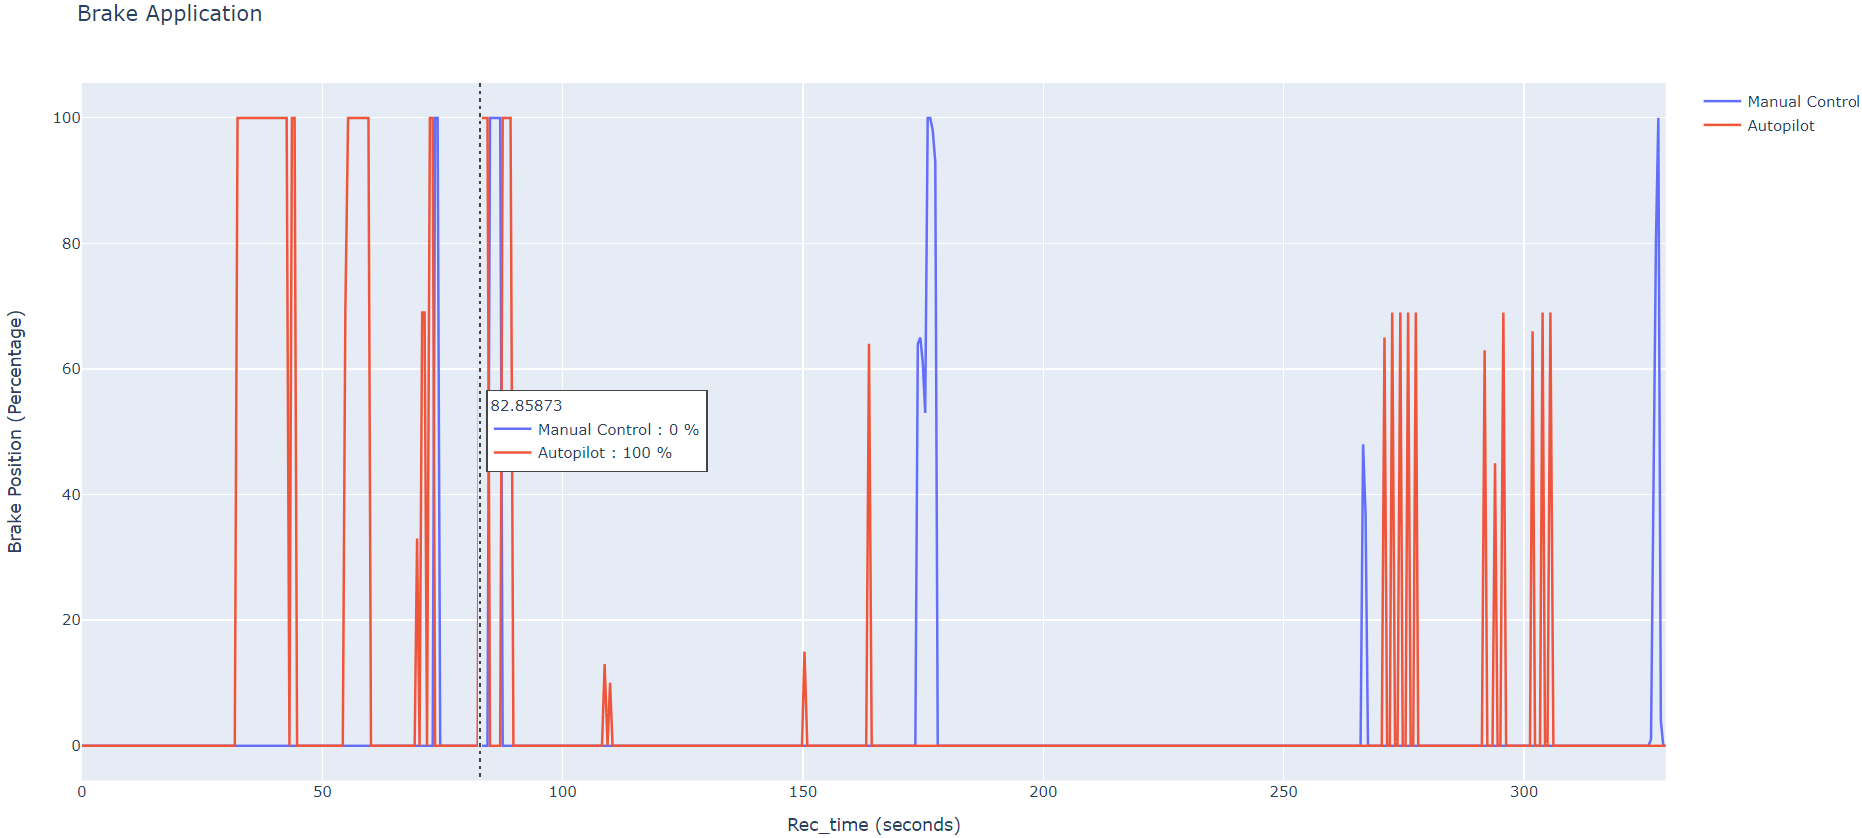 Brake Application
Manual Control
Autopilot
100
80
60
40
20
0
Brake Position (Percentage)
82.85873
Manual Control : 0 %
Autopilot : 100 %
0
50
100
150
200
250
300
Rec_time (seconds)